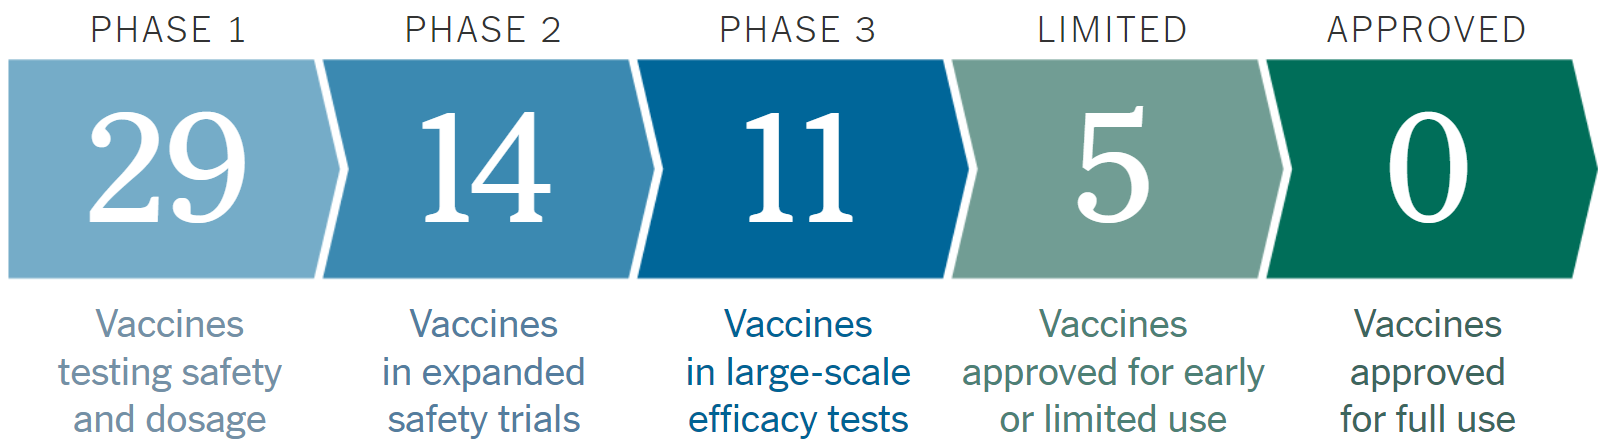 PHASE 1
PHASE 2
PHASE 3
LIMITED
APPROVED
29
14
11
5
0
Vaccines
testing safety
and dosage
Vaccines
in expanded
safety trials
Vaccines
in large-scale
efficacy tests
Vaccines
approved for early
or limited use
Vaccines
approved
for full use